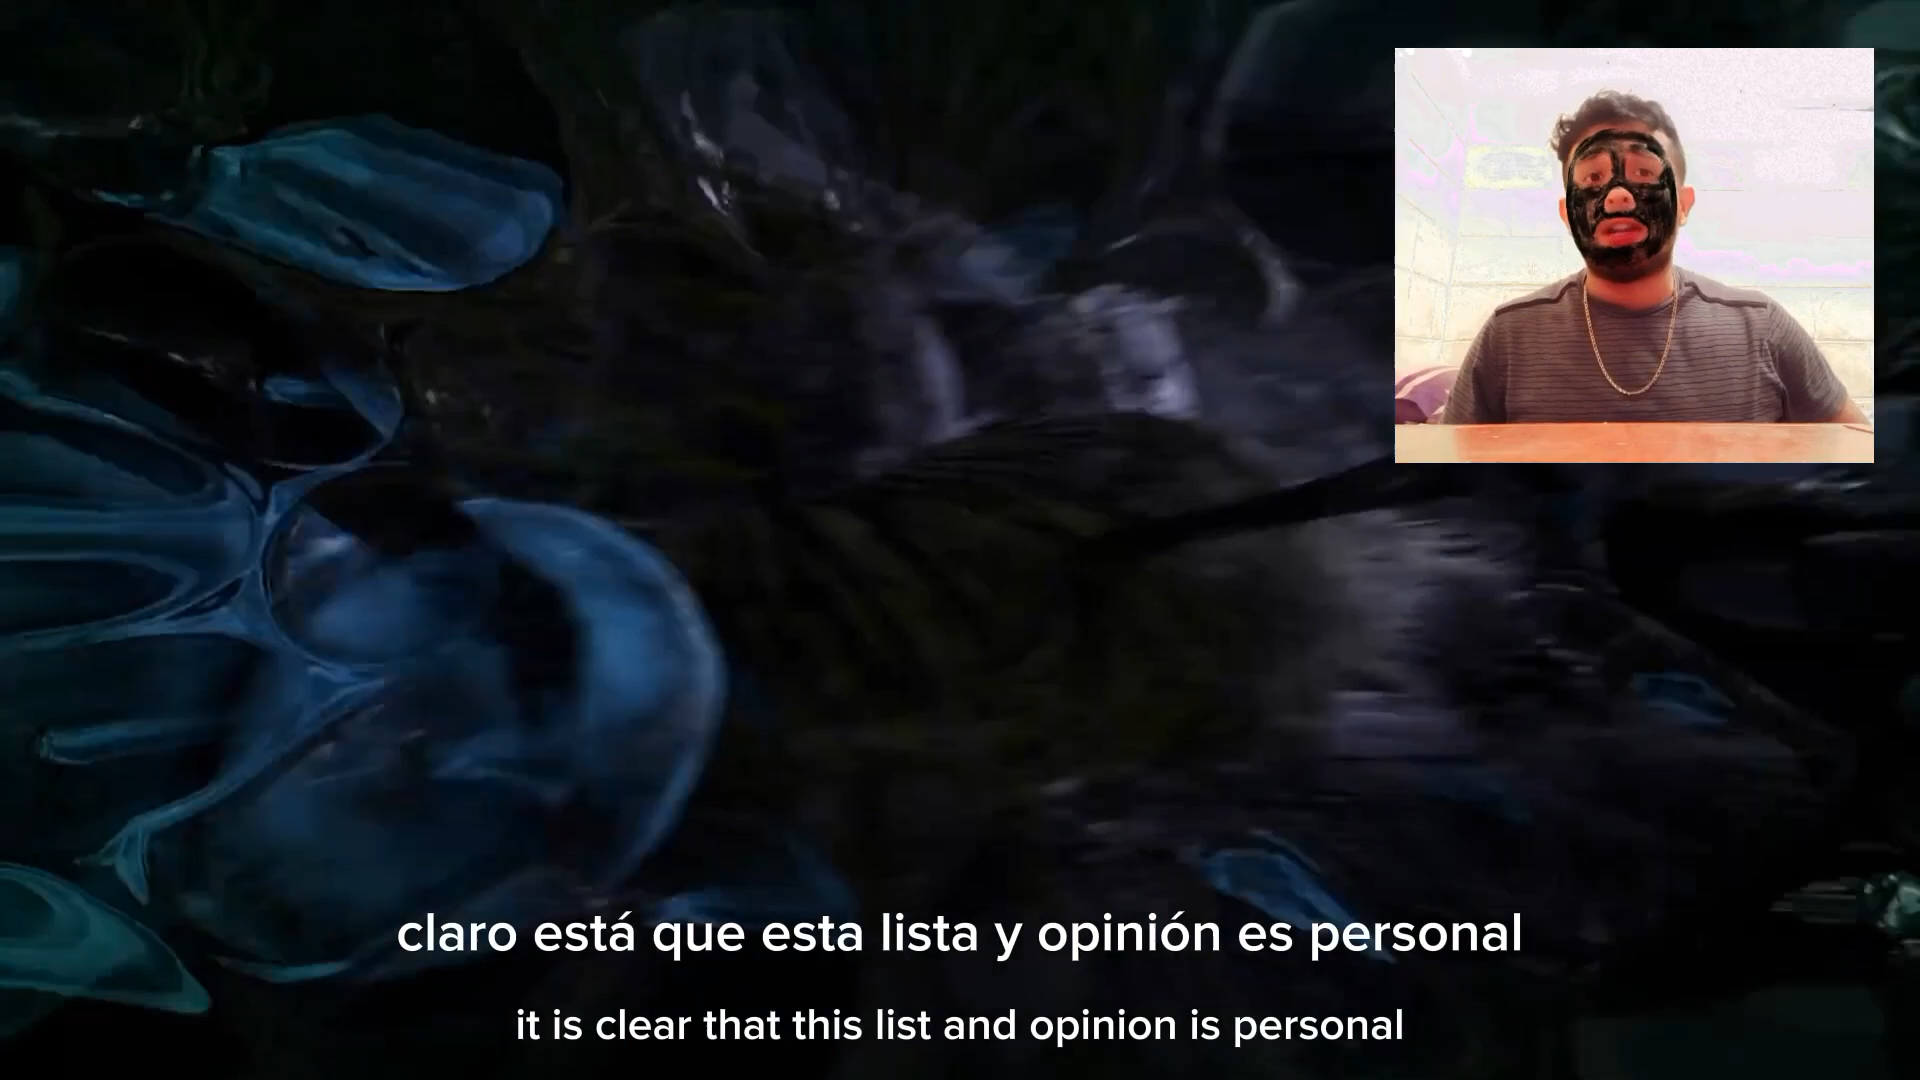 claro está que esta lista y opinión es personal
it is clear that this list and opinion is personal